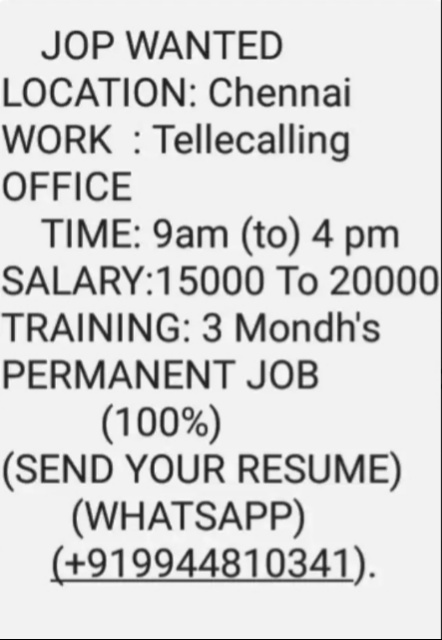 JOP WANTED
LOCATION: Chennai
WORK : Tellecalling
OFFICE
TIME: 9am (to) 4 pm
SALARY:15000 To 20000
TRAINING: 3 Mondh's
PERMANENT JOB
(100%)
(SEND YOUR RESUME)
(WHATSAPP)
(+919944810341).